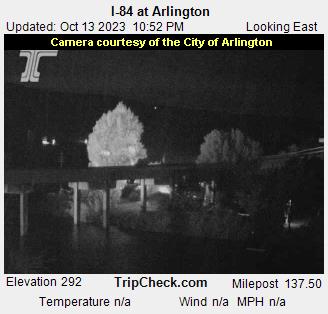 I-84 at Arlington
Updated: Oct 13 2023 10:52 PM Looking East
Camera courtesy of the City of Arlington
Elevation 292 TripCheck.com Milepost 137.50
Temperature n/a Wind n/a MPH n/a